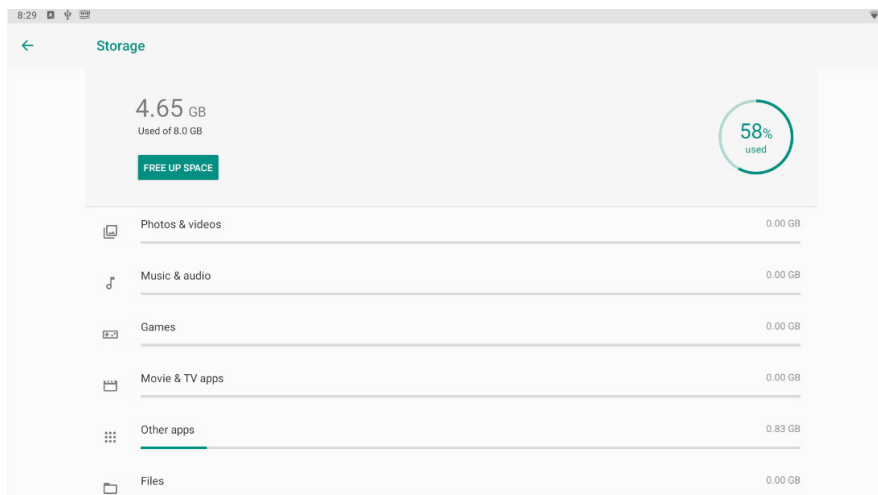 8:29
Storage
4.65 GB
Used of 8.0 GB
58%
used
FREE UP SPACE
Photos & videos 0.00 GB
Music & audio 0.00 GB
Games 0.00 GB
Movie & TV apps 0.00 GB
Other apps 0.83 GB
Files 0.00 GB